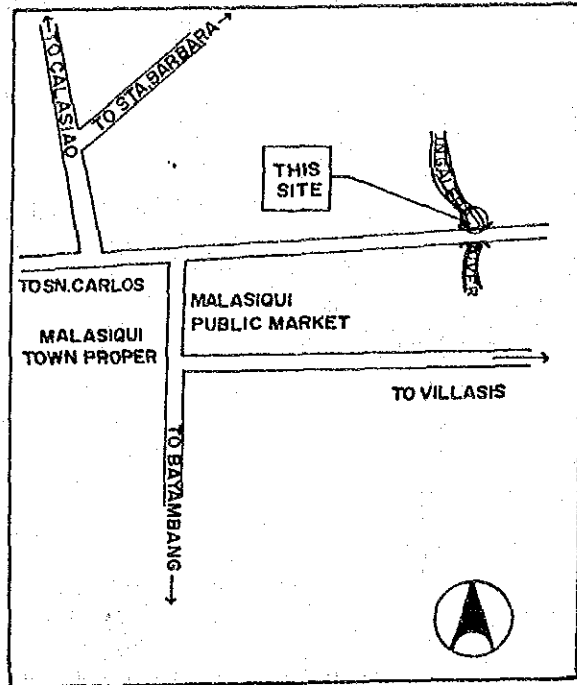 TO CALASIAO
TO STA.BARBARA
THIS
SITE
RIVER
TO SN.CARLOS
MALASIQUI
PUBLIC MARKET
MALASIQUI
TOWN PROPER
TO VILLASIS
TO BAYAMBANG